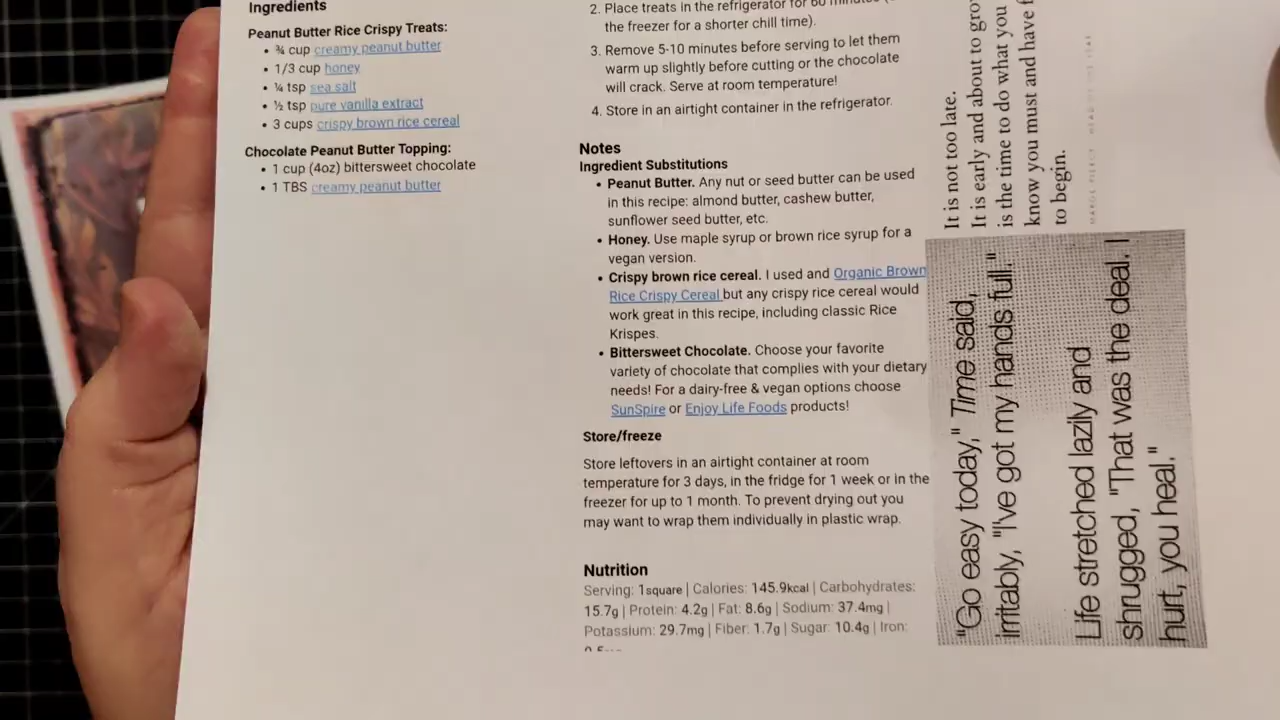 Ingredients
Peanut Butter Rice Crispy Treats:
• ¾ cup creamy peanut butter
• 1/3 cup honey
• ¼ tsp sea salt
• ½ tsp pure vanilla extract
• 3 cups crispy brown rice cereal
Chocolate Peanut Butter Topping:
• 1 cup (4oz) bittersweet chocolate
• 1 TBS creamy peanut butter
2. Place treats in the refrigerator for 60 minutes
the freezer for a shorter chill time).
3. Remove 5-10 minutes before serving to let them
warm up slightly before cutting or the chocolate
will crack. Serve at room temperature!
4. Store in an airtight container in the refrigerator.
Notes
Ingredient Substitutions
• Peanut Butter. Any nut or seed butter can be used
in this recipe: almond butter, cashew butter,
sunflower seed butter, etc.
• Honey. Use maple syrup or brown rice syrup for a
vegan version.
• Crispy brown rice cereal. I used and Organic Brown
Rice Crispy Cereal but any crispy rice cereal would
work great in this recipe, including classic Rice
Krispes.
• Bittersweet Chocolate. Choose your favorite
variety of chocolate that complies with your dietary
needs! For a dairy-free & vegan options choose
SunSpire or Enjoy Life Foods products!
Store/freeze
Store leftovers in an airtight container at room
temperature for 3 days, in the fridge for 1 week or in the
freezer for up to 1 month. To prevent drying out you
may want to wrap them individually in plastic wrap.
Nutrition
Serving: 1square | Calories: 145.9kcal | Carbohydrates:
15.7g | Protein: 4.2g | Fat: 8.6g | Sodium: 37.4mg |
Potassium: 29.7mg | Fiber: 1.7g | Sugar: 10.4g | Iron:
It is not too late.
It is early and about to
is the time to do what you
know you must and have
to begin.
"Go easy today," Time said,
irritably, "I've got my hands full."
Life stretched lazily and
shrugged, "That was the deal. I
hurt, you heal."